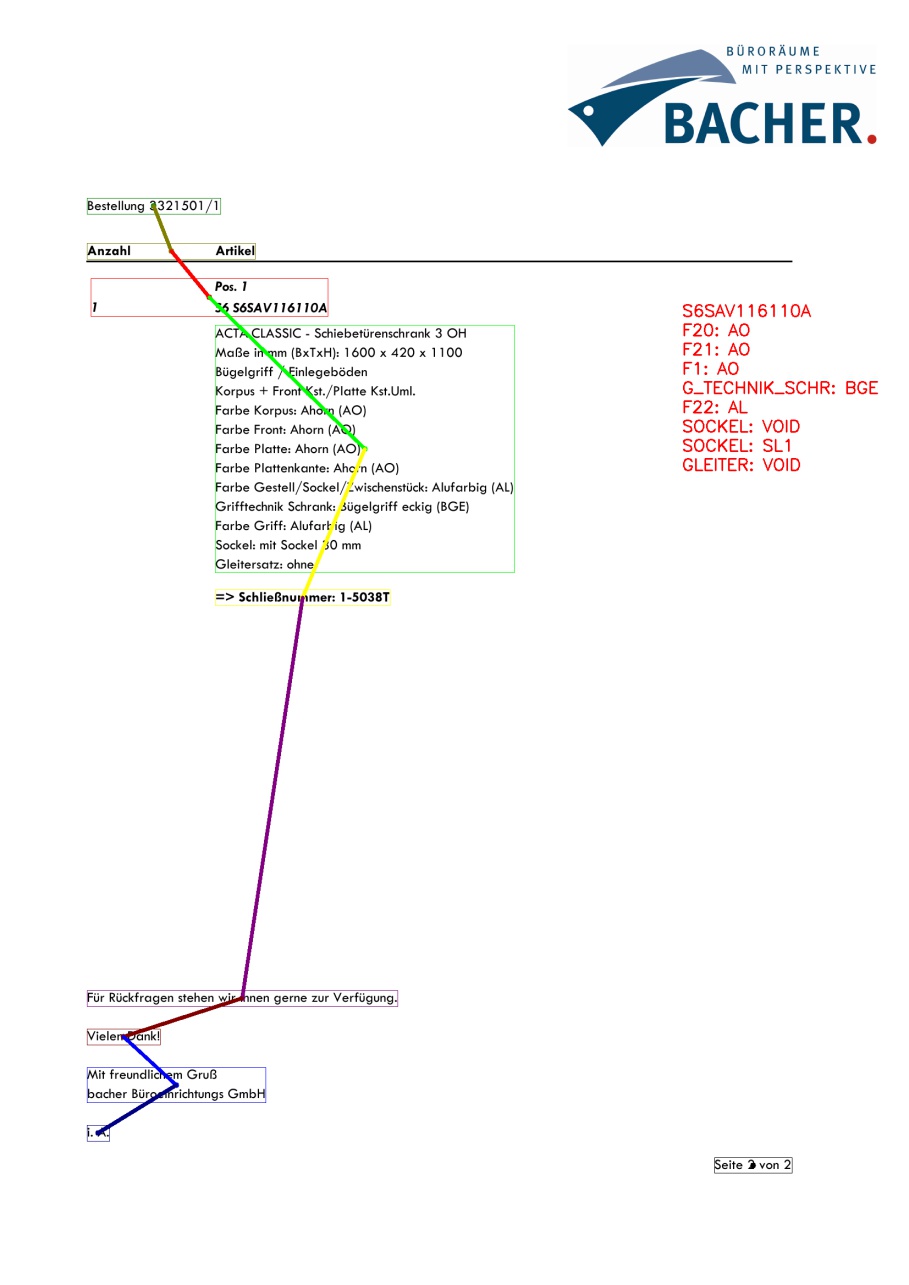 BÜRORÄUME
MIT PERSPEKTIVE
BACHER.
Bestellung 3321501/1
Anzahl Artikel
Pos. 1
1 S6 S6SAV116110A
ACTA CLASSIC - Schiebetürenschrank 3 OH
Maße in mm (BxTxH): 1600 x 420 x 1100
Bügelgriff / Einlegeböden
Korpus + Front Kst./Platte Kst.Uml.
Farbe Korpus: Ahorn (AO)
Farbe Front: Ahorn (AO)
Farbe Platte: Ahorn (AO)
Farbe Plattenkante: Ahorn (AO)
Farbe Gestell/Sockel/Zwischenstück: Alufarbig (AL)
Grifftechnik Schrank: Bügelgriff eckig (BGE)
Farbe Griff: Alufarbig (AL)
Sockel: mit Sockel 30 mm
Gleitersatz: ohne
=> Schließnummer: 1-5038T
S6SAV116110A
F20: AO
F21: AO
F1: AO
G_TECHNIK_SCHR: BGE
F22: AL
SOCKEL: VOID
SOCKEL: SL1
GLEITER: VOID
Für Rückfragen stehen wir Ihnen gerne zur Verfügung.
Vielen Dank!
Mit freundlichem Gruß
bacher Büroeinrichtungs GmbH
i. A.
Seite 2 von 2